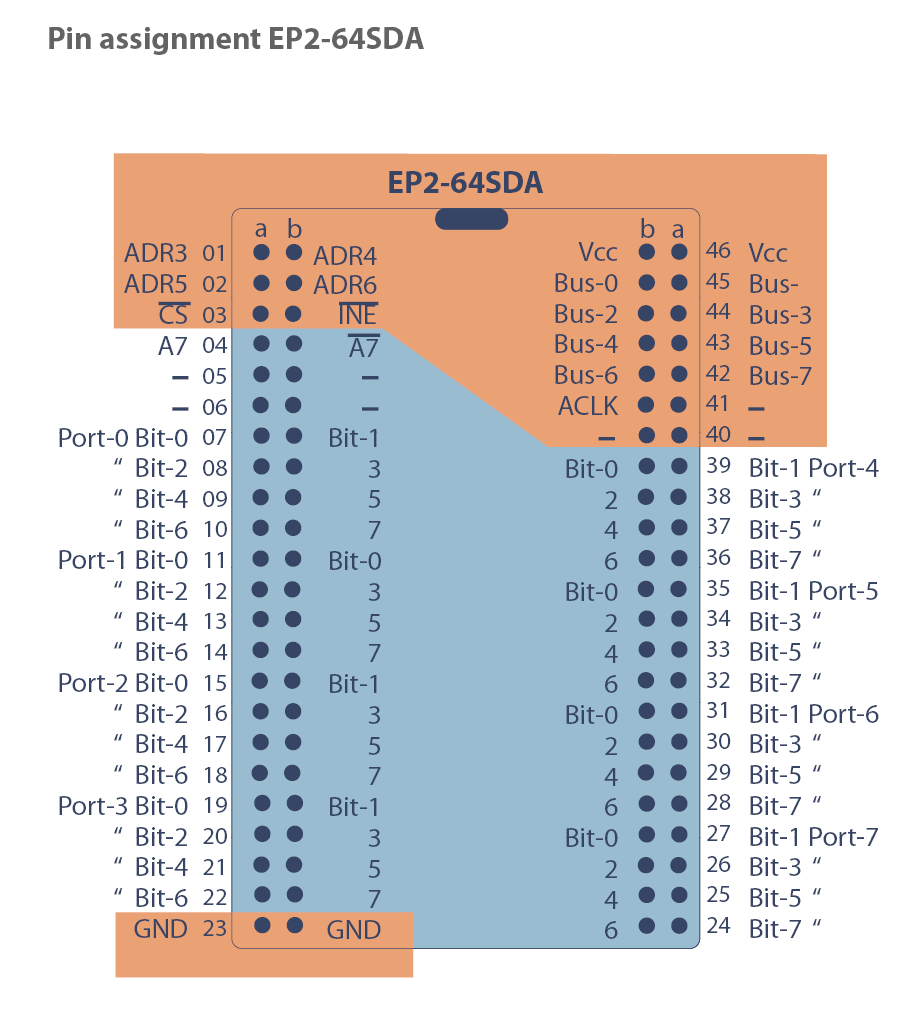 Pin assignment EP2-64SDA
EP2-64SDA
a b b a
ADR3 01 ADR4 Vcc 46 Vcc
ADR5 02 ADR6 Bus-0 45 Bus-
CS 03 INE Bus-2 44 Bus-3
A7 04 A7 Bus-4 43 Bus-5
– 05 – Bus-6 42 Bus-7
– 06 – ACLK 41 –
Port-0 Bit-0 07 Bit-1 – 40 –
“ Bit-2 08 3 Bit-0 39 Bit-1 Port-4
“ Bit-4 09 5 2 38 Bit-3 “
“ Bit-6 10 7 4 37 Bit-5 “
Port-1 Bit-0 11 Bit-0 6 36 Bit-7 “
“ Bit-2 12 3 Bit-0 35 Bit-1 Port-5
“ Bit-4 13 5 2 34 Bit-3 “
“ Bit-6 14 7 4 33 Bit-5 “
Port-2 Bit-0 15 Bit-1 6 32 Bit-7 “
“ Bit-2 16 3 Bit-0 31 Bit-1 Port-6
“ Bit-4 17 5 2 30 Bit-3 “
“ Bit-6 18 7 4 29 Bit-5 “
Port-3 Bit-0 19 Bit-1 6 28 Bit-7 “
“ Bit-2 20 3 Bit-0 27 Bit-1 Port-7
“ Bit-4 21 5 2 26 Bit-3 “
“ Bit-6 22 7 4 25 Bit-5 “
GND 23 GND 6 24 Bit-7 “